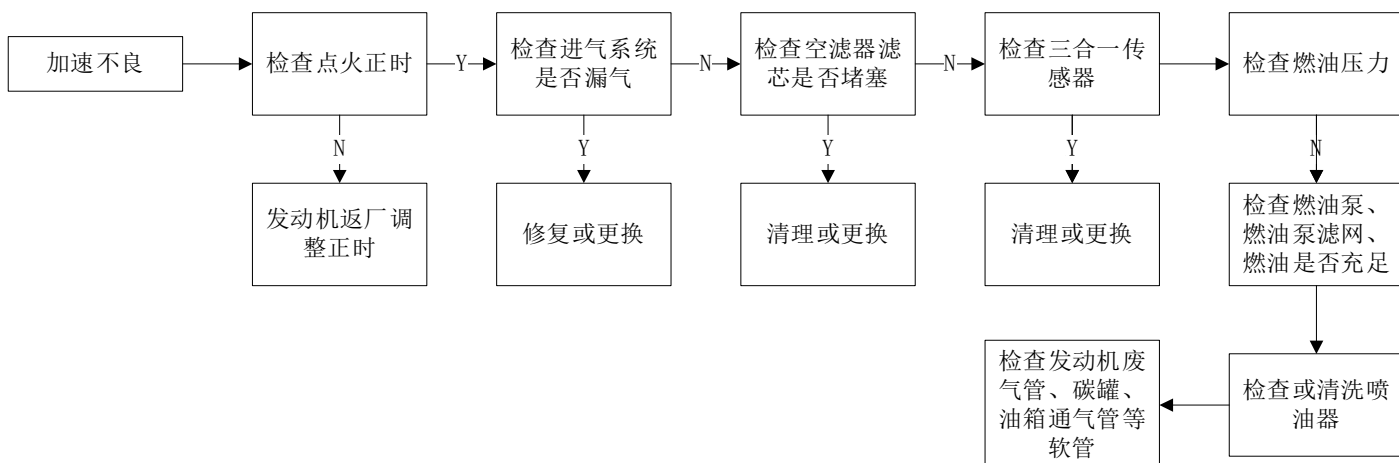 加速不良
检查点火正时
Y
检查进气系统
是否漏气
N
检查空滤器滤
芯是否堵塞
N
检查三合一传
感器
检查燃油压力
N
Y
Y
Y
N
发动机返厂调
整正时
修复或更换
清理或更换
清理或更换
检查燃油泵、
燃油泵滤网、
燃油是否充足
检查或清洗喷
油器
检查发动机废
气管、碳罐、
油箱通气管等
软管